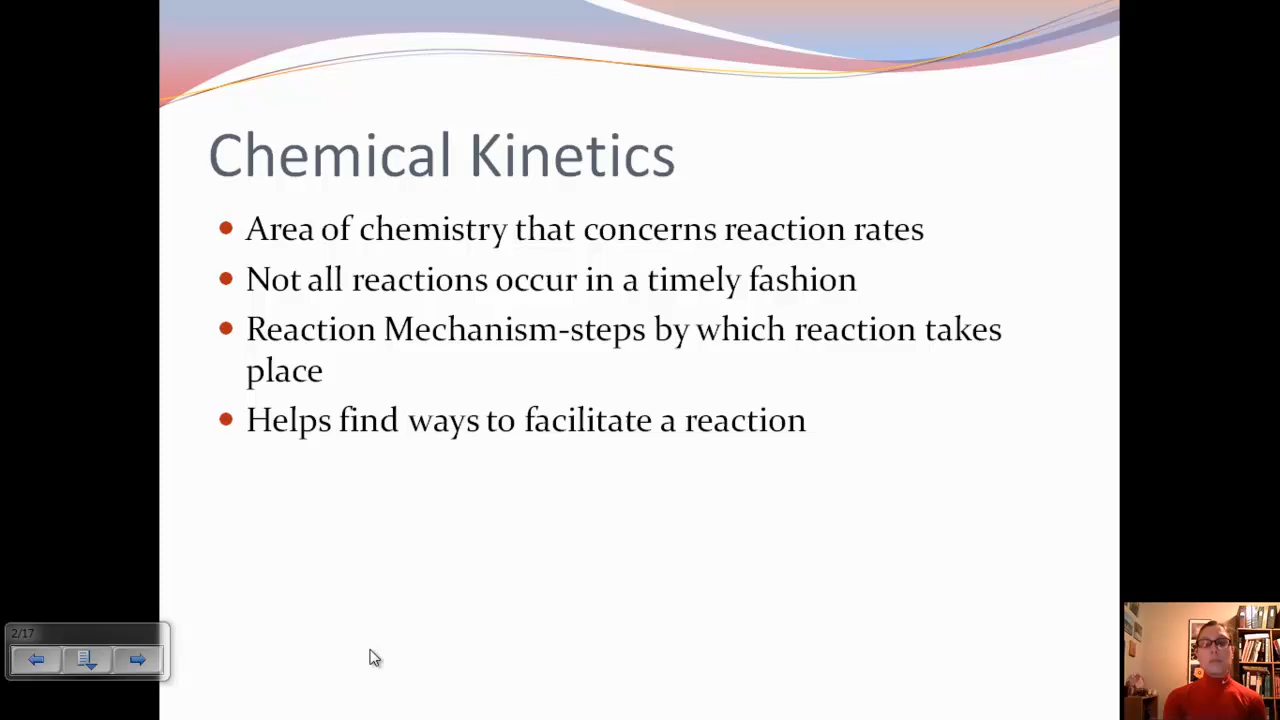 Chemical Kinetics
Area of chemistry that concerns reaction rates
Not all reactions occur in a timely fashion
Reaction Mechanism-steps by which reaction takes
place
Helps find ways to facilitate a reaction
2/17